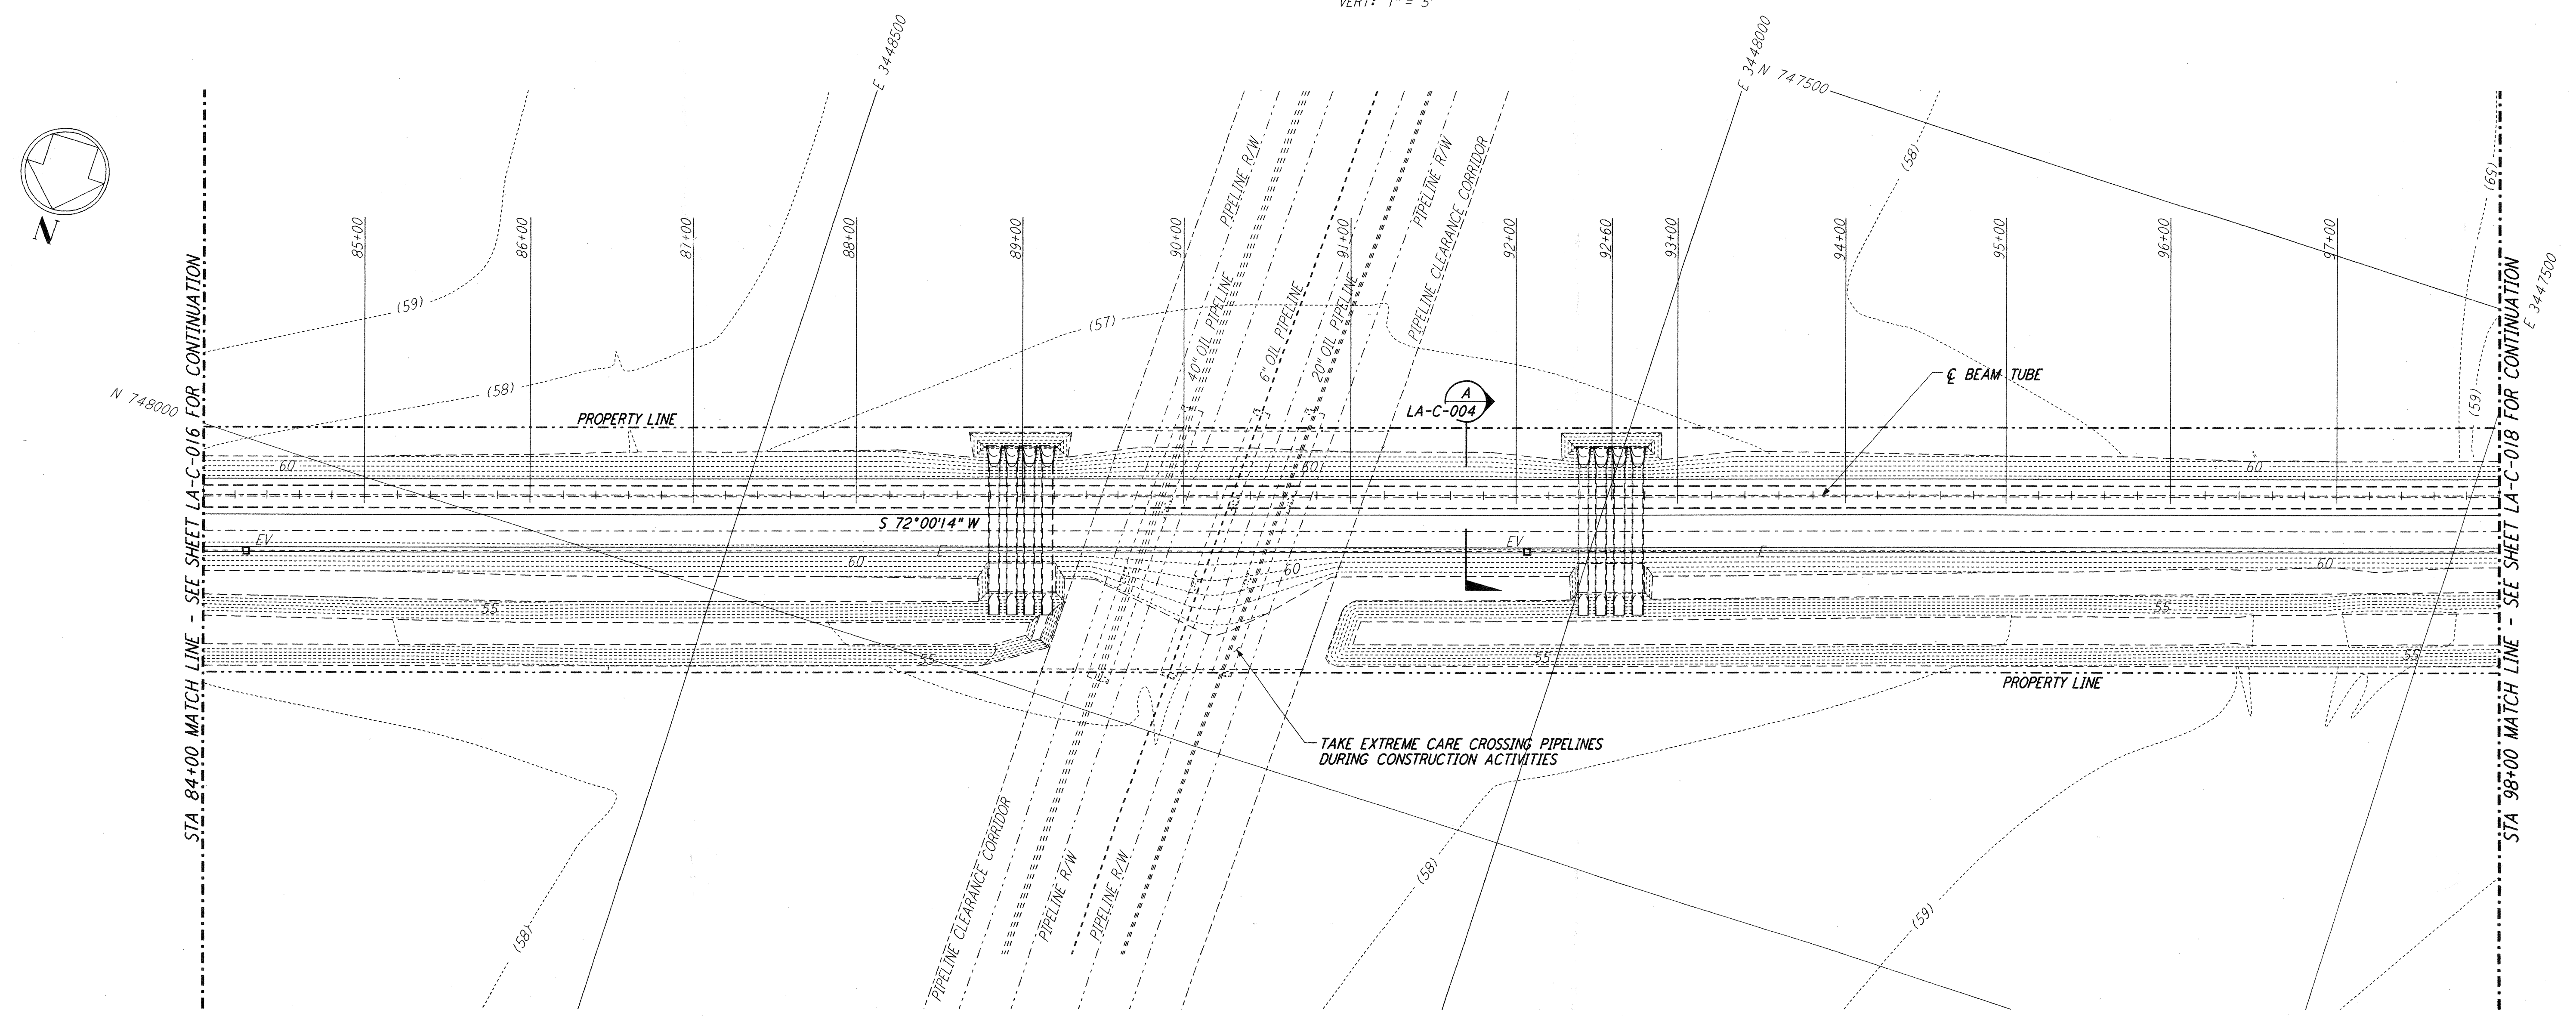 VERT: 1" = 5'
E 3448500
E 3448000
N 747500
N
PIPELINE R/W
PIPELINE R/W
PIPELINE CLEARANCE CORRIDOR
(58)
(59)
85+00
86+00
87+00
88+00
89+00
90+00
91+00
92+00
92+60
93+00
94+00
95+00
96+00
97+00
STA 84+00 MATCH LINE - SEE SHEET LA-C-016 FOR CONTINUATION
STA 98+00 MATCH LINE - SEE SHEET LA-C-018 FOR CONTINUATION
E 3447500
(59)
(57)
40" OIL PIPELINE
6" OIL PIPELINE
20" OIL PIPELINE
(58)
N 748000
A
LA-C-004
℄ BEAM TUBE
(59)
PROPERTY LINE
60
60
60
S 72°00'14" W
EV
E
EV
E
60
60
60
55
55
55
55
55
PROPERTY LINE
TAKE EXTREME CARE CROSSING PIPELINES
DURING CONSTRUCTION ACTIVITIES
PIPELINE CLEARANCE CORRIDOR
PIPELINE R/W
PIPELINE R/W
(58)
(58)
(59)